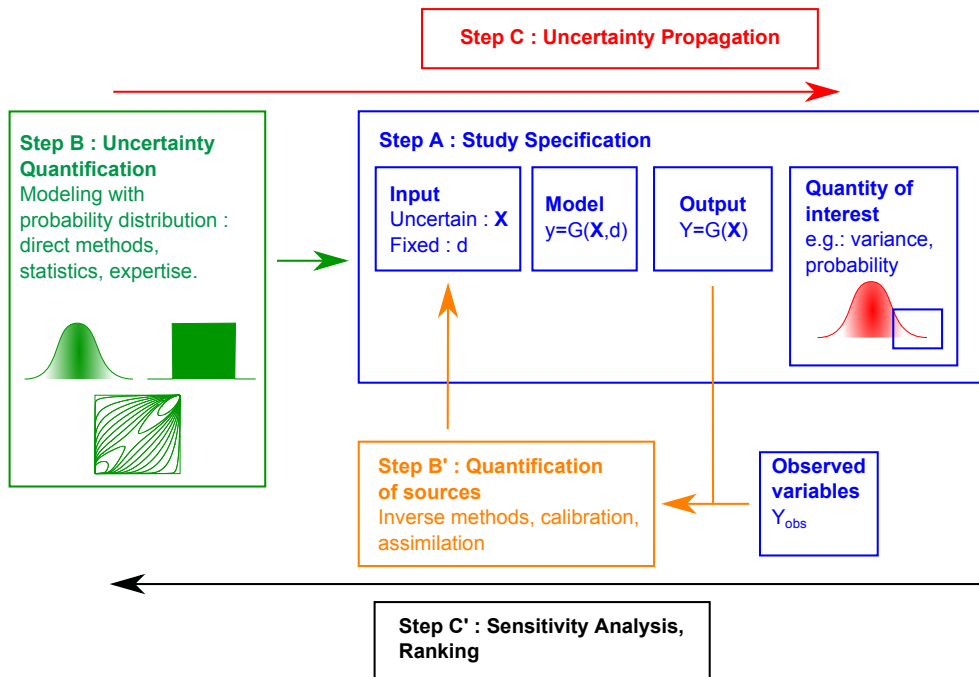 Step C : Uncertainty Propagation
Step B : Uncertainty
Quantification
Modeling with
probability distribution :
direct methods,
statistics, expertise.
Step A : Study Specification
Input
Uncertain : X
Fixed : d
Model
y=G(X,d)
Output
Y=G(X)
Quantity of
interest
e.g.: variance,
probability
Step B' : Quantification
of sources
Inverse methods, calibration,
assimilation
Observed
variables
Yobs
Step C' : Sensitivity Analysis,
Ranking